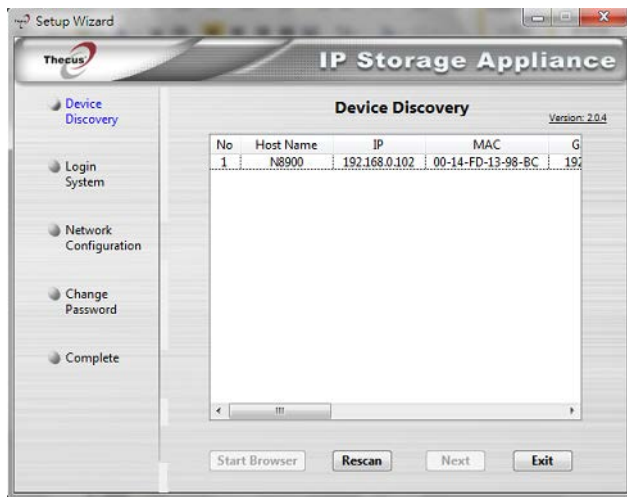 Setup Wizard
Thecus
IP Storage Appliance
Device
Discovery
Login
System
Network
Configuration
Change
Password
Complete
Device Discovery
Version: 2.0.4
No Host Name IP MAC G
1 N8900 192.168.0.102 00-14-FD-13-98-BC 192
Start Browser Rescan Next Exit